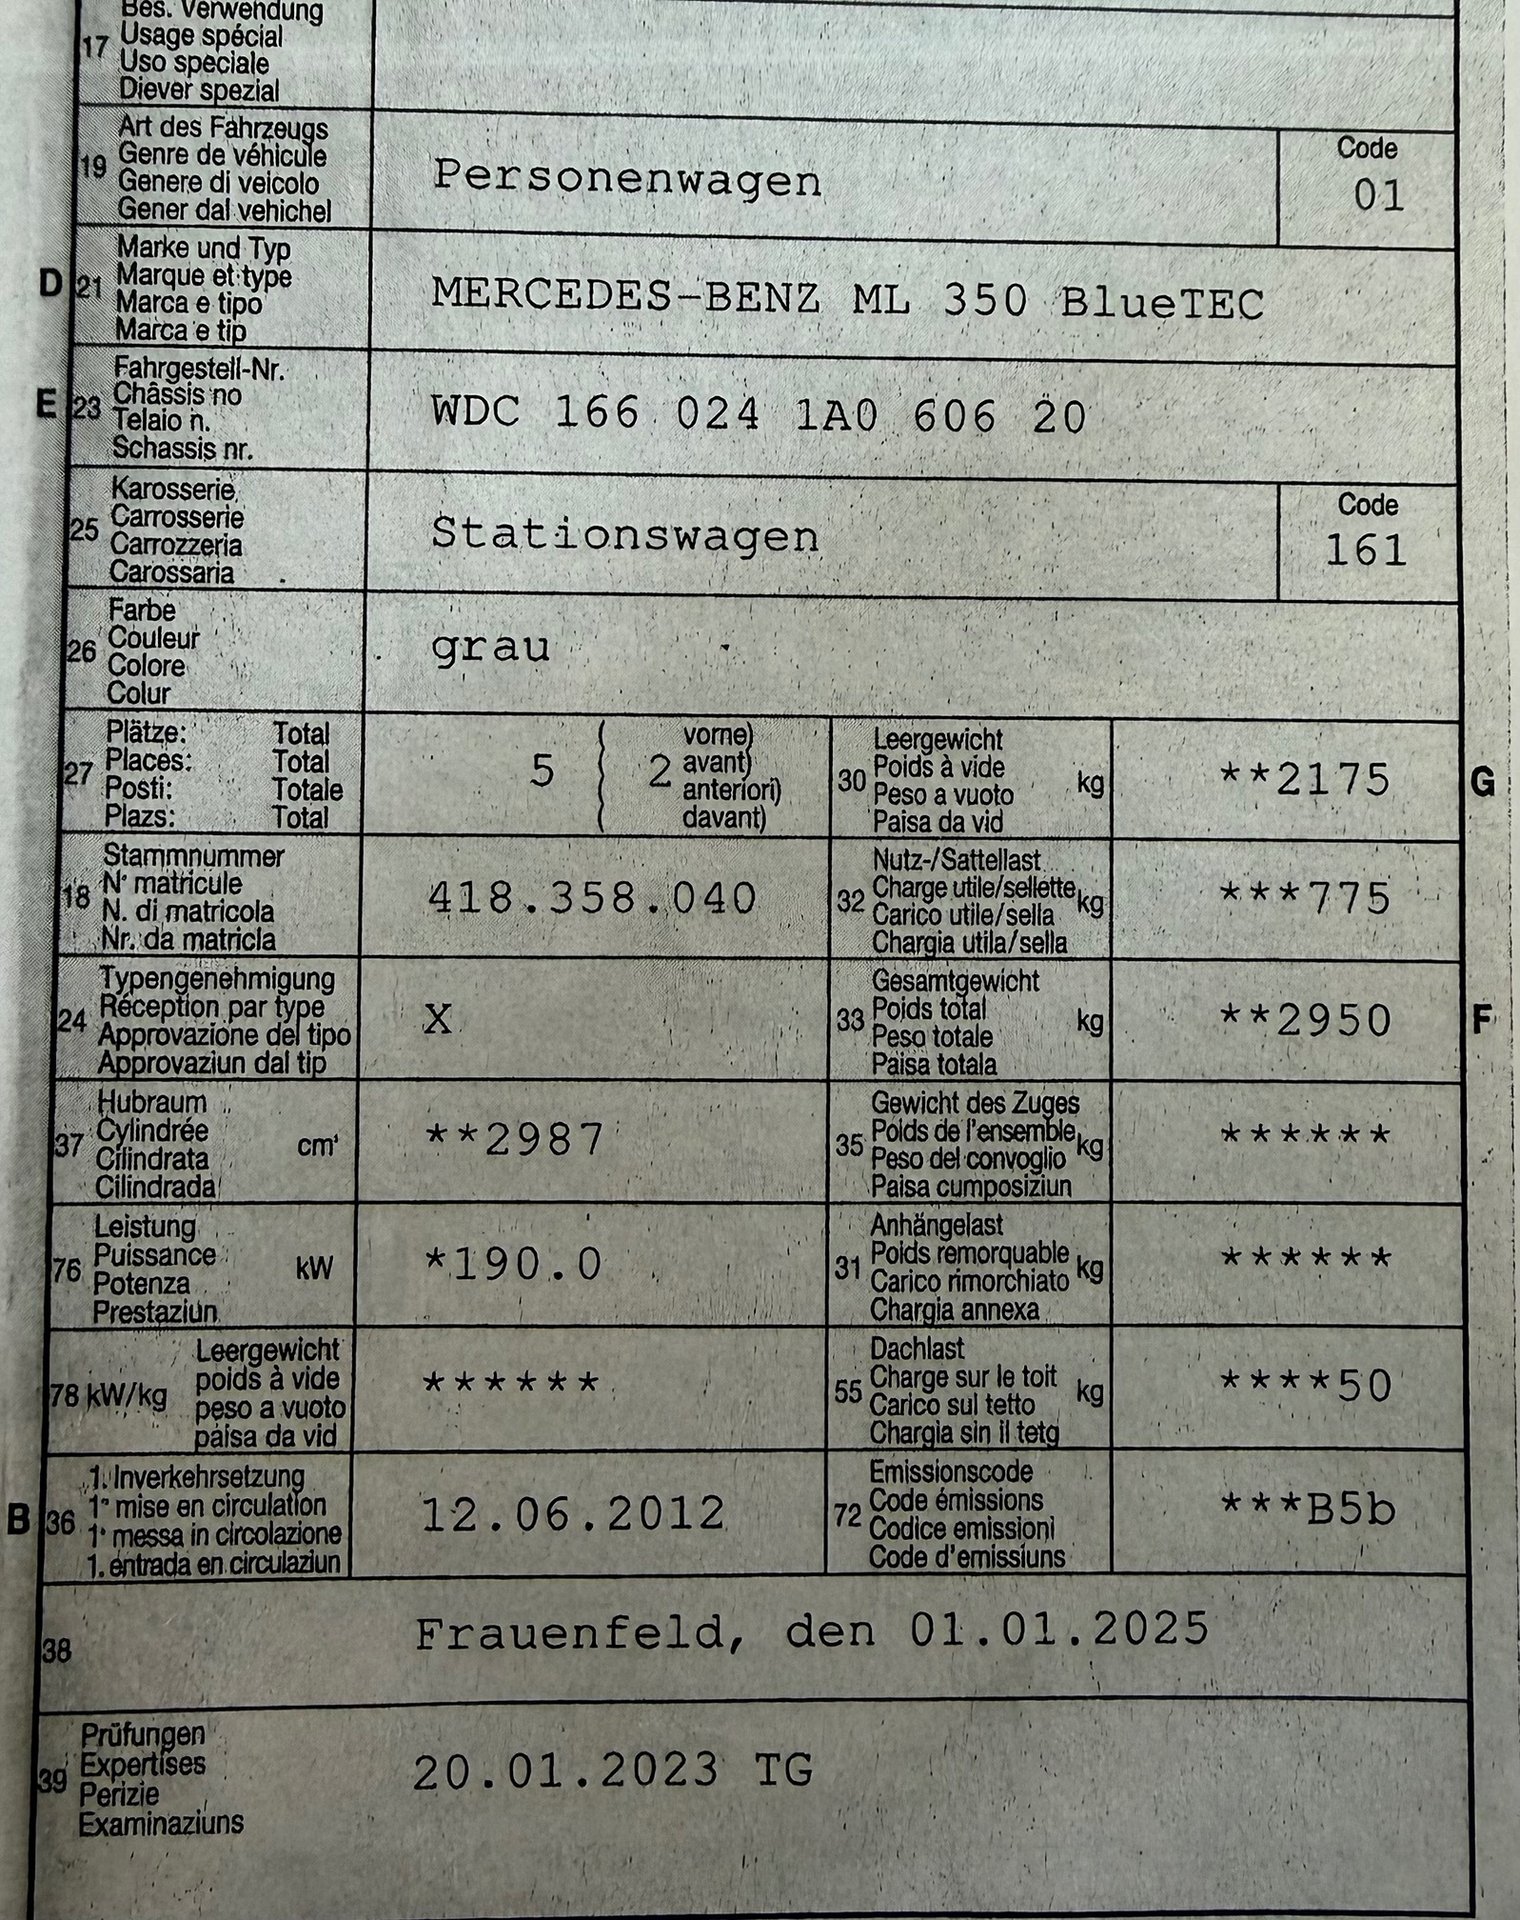 Bes. Verwendung
17 Usage spécial
Uso speciale
Diever spezial
Art des Fahrzeugs
19 Genre de véhicule Personenwagen Code
Genere di veicolo 01
Gener dal vehichel
Marke und Typ
D 21 Marque et type MERCEDES-BENZ ML 350 BlueTEC
Marca e tipo
Marca e tip
Fahrgestell-Nr.
E 23 Châssis no WDC 166 024 1A0 606 20
Telaio n.
Schassis nr.
Karosserie Code
25 Carrosserie Stationswagen 161
Carrozzeria
Carossaria
Farbe
26 Couleur grau
Colore
Colur
Plätze: Total vorne) Leergewicht
27 Places: Total 5 ( 2 avant) 30 Poids à vide kg **2175 G
Posti: Totale anteriori) Peso a vuoto
Plazs: Total davant) Paisa da vid
Stammnummer Nutz-/Sattellast
18 N° matricule 418.358.040 32 Charge utile/sellette kg ***775
N. di matricola Carico utile/sella
Nr. da matricla Chargia utila/sella
Typengenehmigung Gesamtgewicht
24 Réception par type X 33 Poids total kg **2950 F
Approvazione del tipo Peso totale
Approvaziun dal tip Paisa totala
Hubraum Gewicht des Zuges
37 Cylindrée cm³ **2987 35 Poids de l'ensemble kg ******
Cilindrata Peso del convoglio
Cilindrada Paisa cumposiziun
Leistung Anhängelast
76 Puissance kW *190.0 31 Poids remorquable kg ******
Potenza Carico rimorchiato
Prestaziun Chargia annexa
Leergewicht Dachlast
78 kW/kg poids à vide ****** 55 Charge sur le toit kg ****50
peso a vuoto Carico sul tetto
paisa da vid Chargia sin il tetg
1. Inverkehrsetzung Emissionscode
B 36 1ʳᵉ mise en circulation 12.06.2012 72 Code émissions ***B5b
1ª messa in circolazione Codice emissioni
1. entrada en circulaziun Code d'emissiuns
38 Frauenfeld, den 01.01.2025
Prüfungen
39 Expertises 20.01.2023 TG
Perizie
Examinaziuns